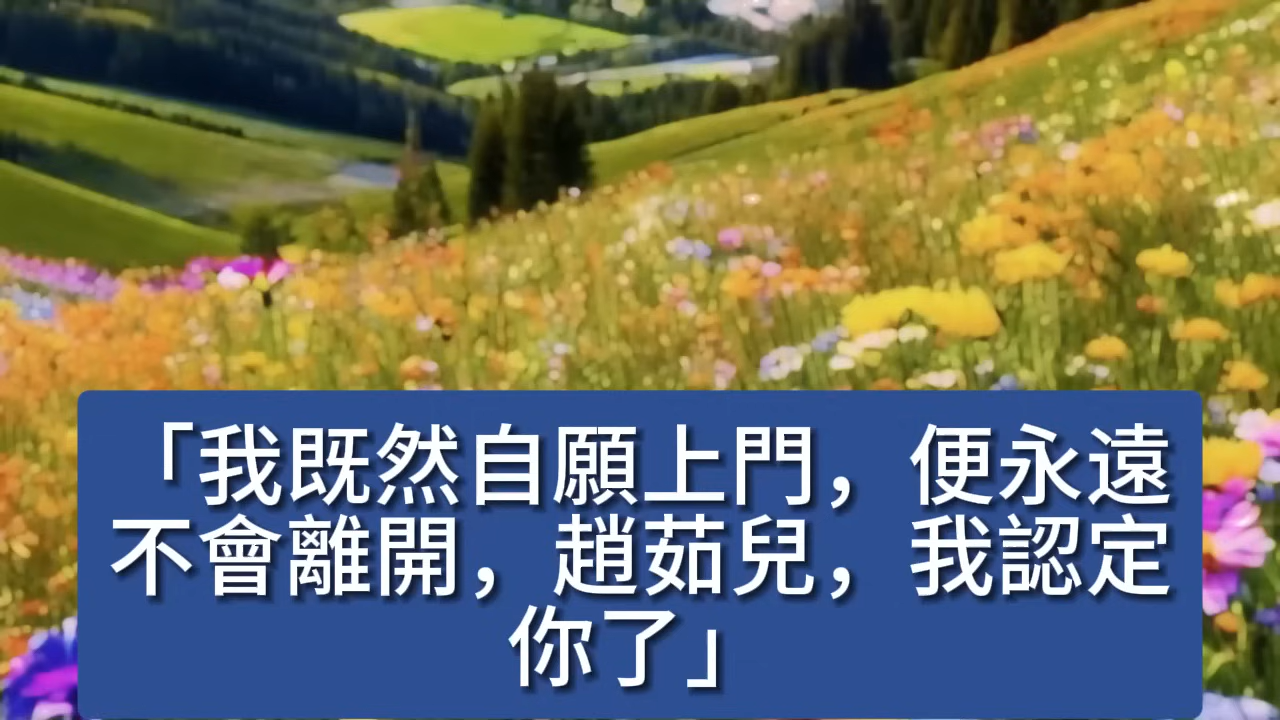 「我既然自願上門，便永遠
不會離開，趙茹兒，我認定
你了」